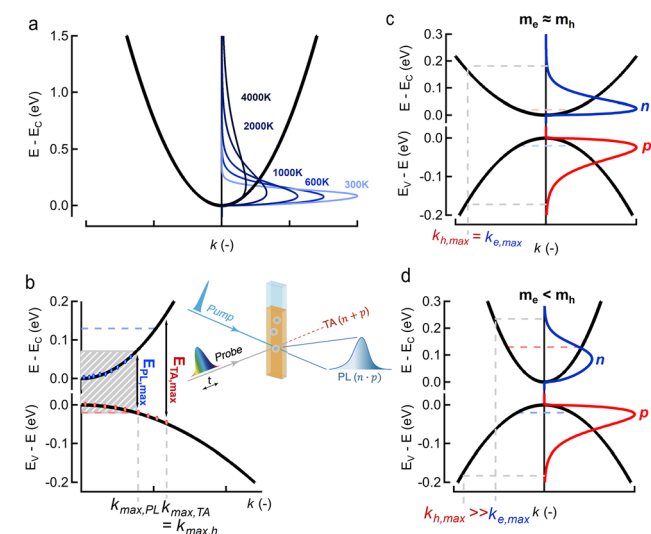 a
1.5
1.0
0.5
0.0
E - E_C (eV)
4000K
2000K
1000K
600K
300K
k (-)
b
0.2
0.1
0.0
E - E_C (eV)
0.0
-0.1
-0.2
E_V - E (eV)
E_PL,max
E_TA,max
k_max,PL k_max,TA
= k_max,h
k (-)
Pump
Probe
t
TA (n + p)
PL (n · p)
c
m_e ≈ m_h
0.3
0.2
0.1
0.0
E - E_C (eV)
0.0
-0.1
-0.2
E_V - E (eV)
n
p
k_h,max = k_e,max
k (-)
d
m_e < m_h
0.3
0.2
0.1
0.0
E - E_C (eV)
0.0
-0.1
-0.2
E_V - E (eV)
n
p
k_h,max >> k_e,max k (-)